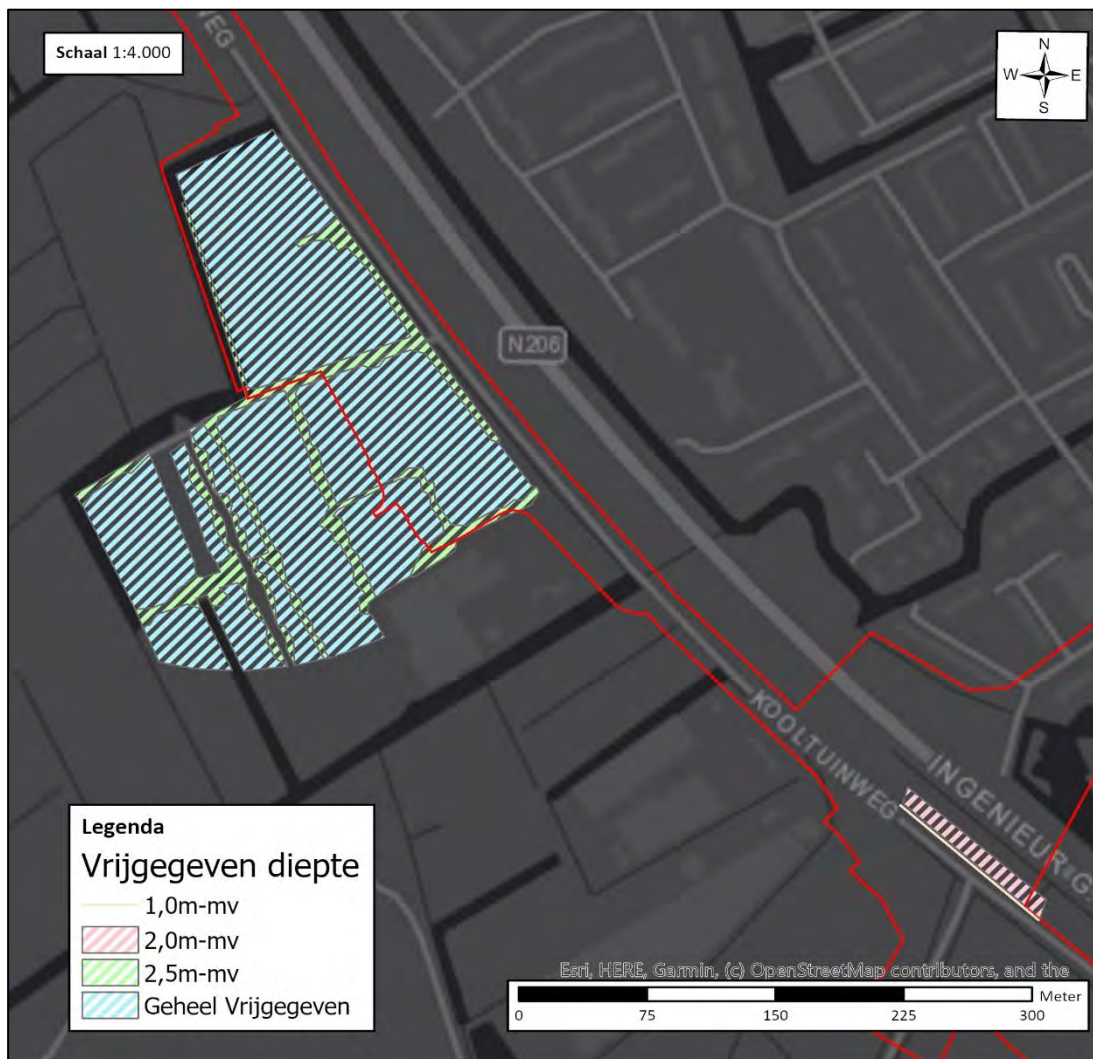 WEG
Schaal 1:4.000
N
W E
S
N206
KOOLTUINWEG
INGENIEUR G.
Legenda
Vrijgegeven diepte
1,0m-mv
2,0m-mv
2,5m-mv
Geheel Vrijgegeven
Esri, HERE, Garmin, (c) OpenStreetMap contributors, and the
Meter
0 75 150 225 300